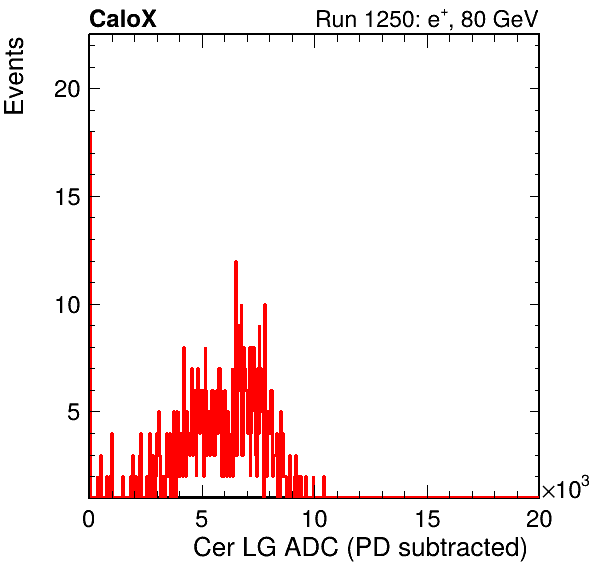 CaloX Run 1250: e⁺, 80 GeV
Events
20
15
10
5
0 5 10 15 20
×10³
Cer LG ADC (PD subtracted)